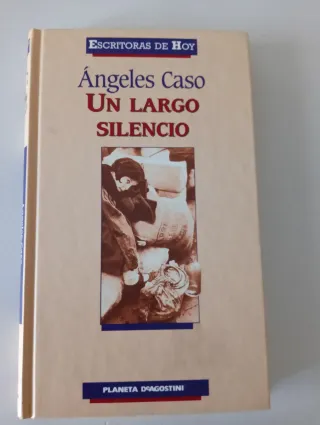 ESCRITORAS DE HOY
Ángeles Caso
UN LARGO
SILENCIO
PLANETA DEAGOSTINI